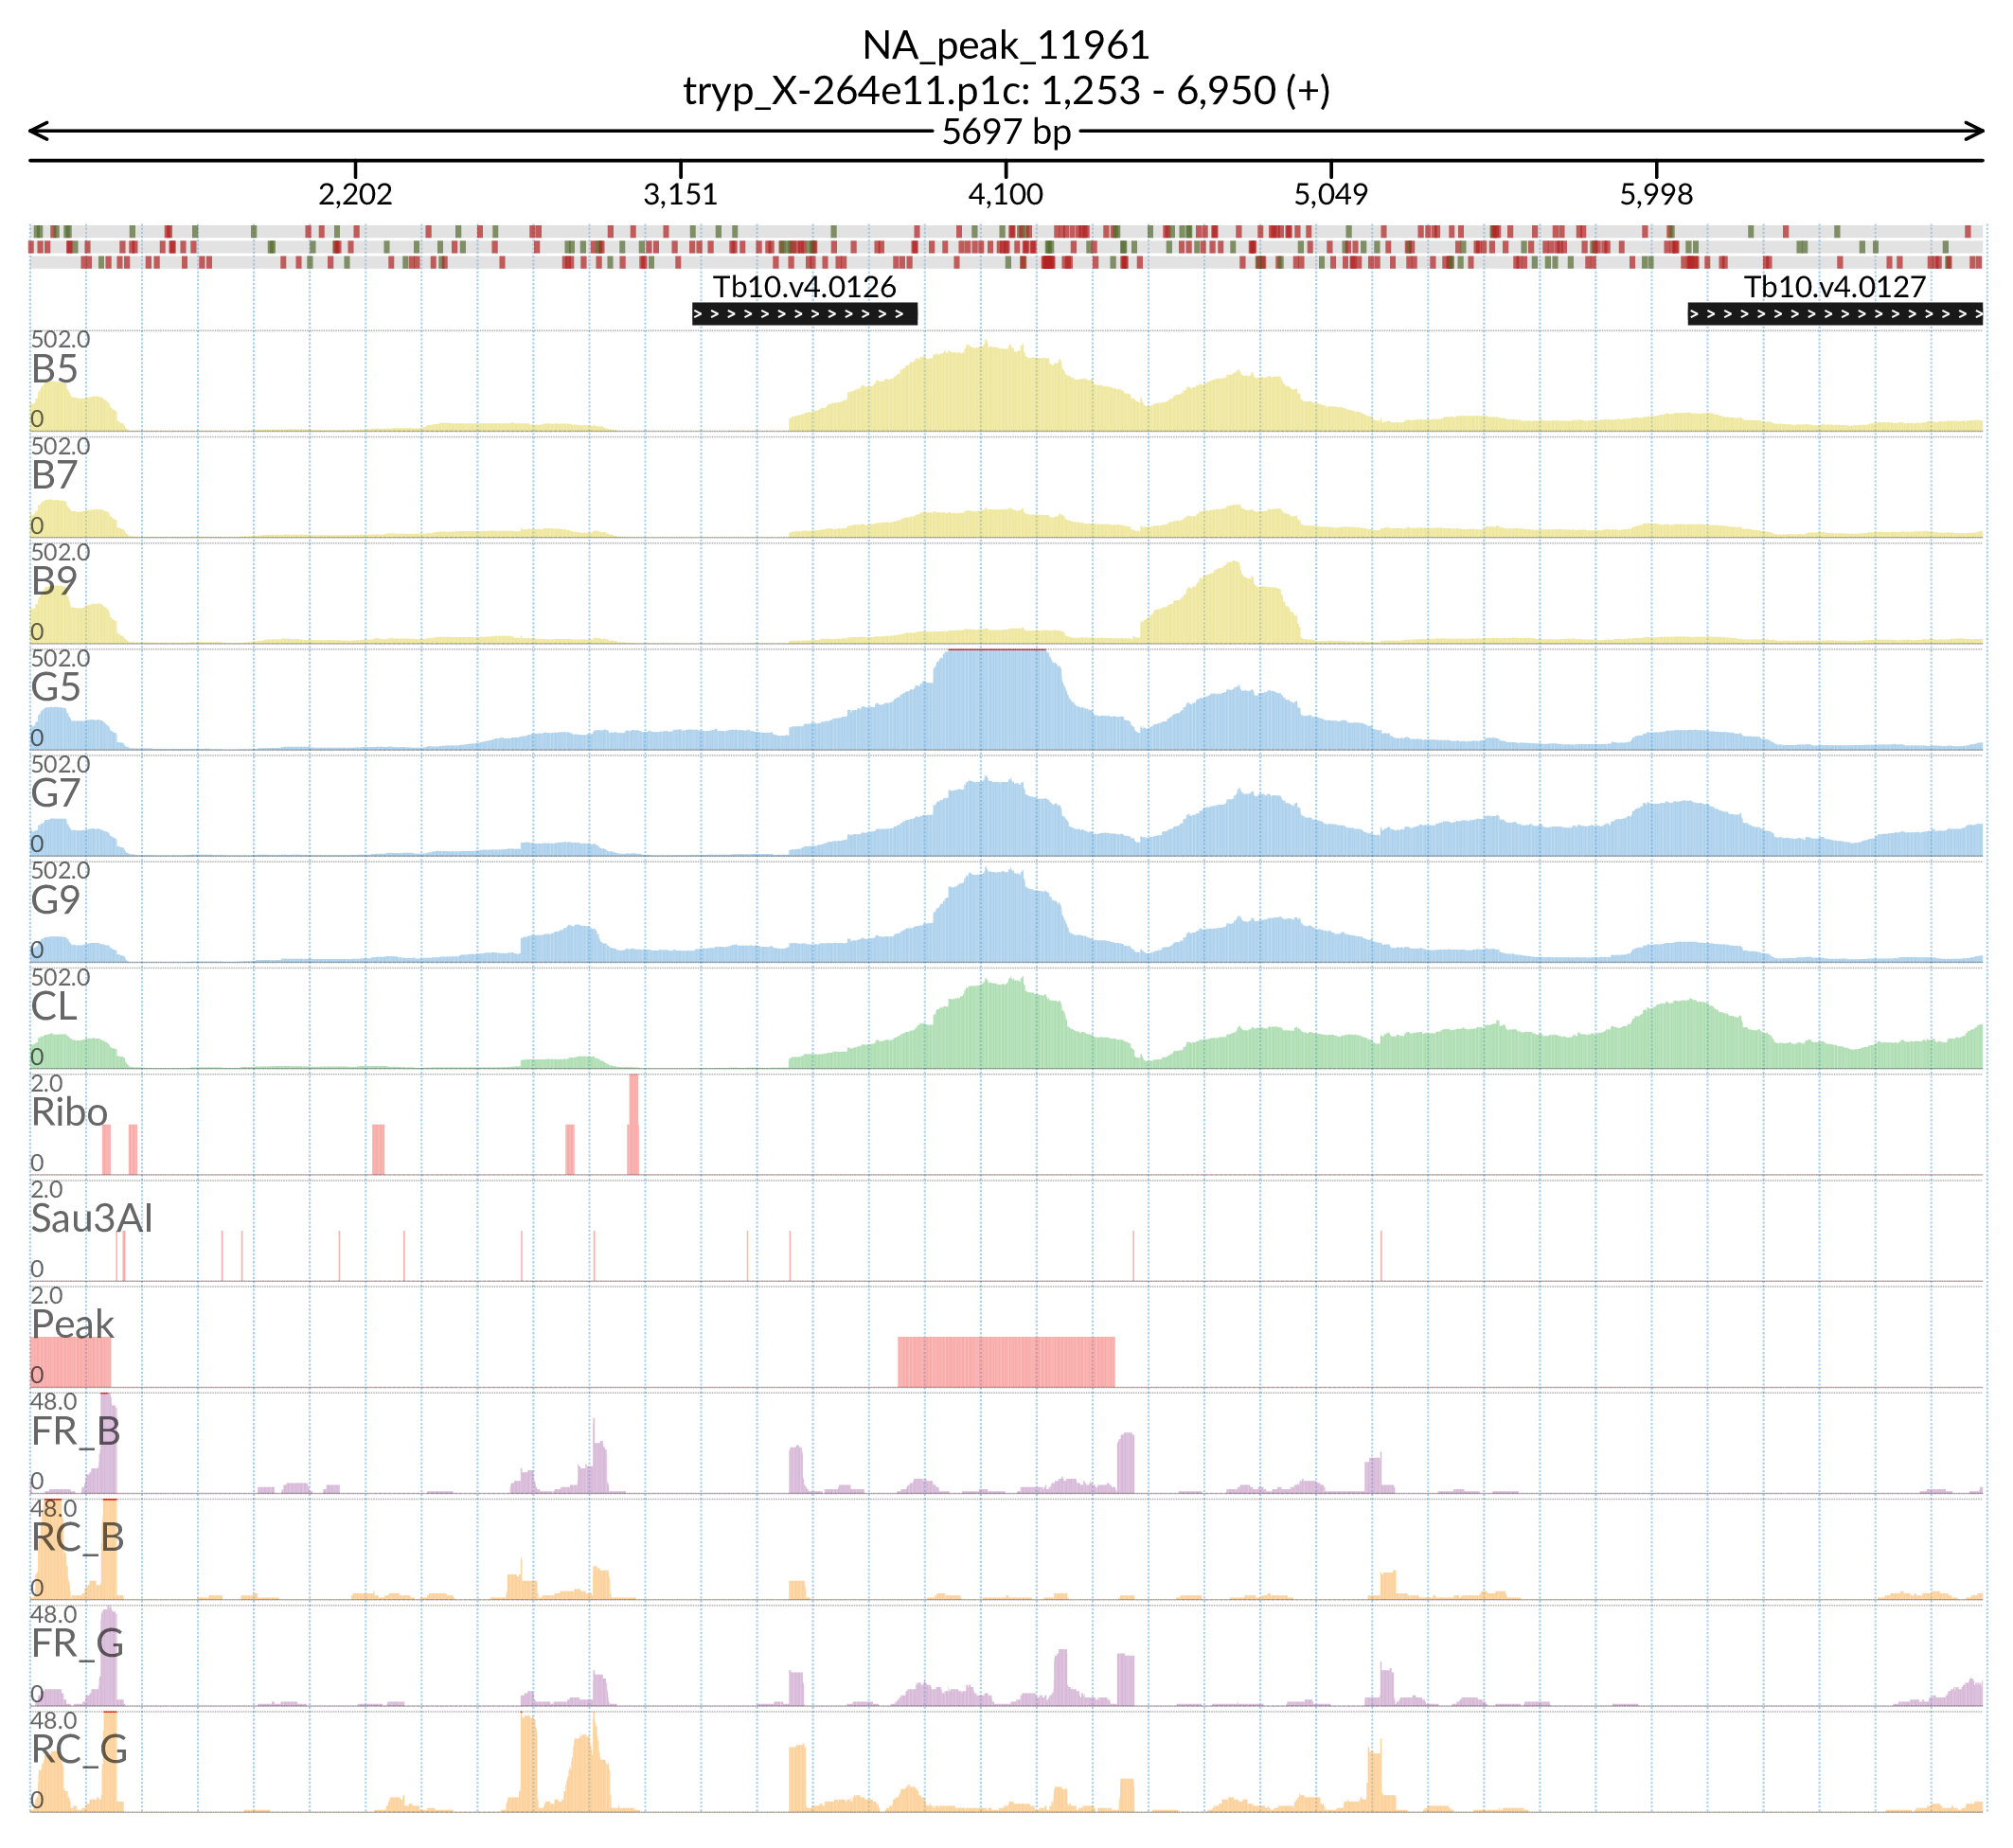 NA_peak_11961
tryp_X-264e11.p1c: 1,253 - 6,950 (+)
5697 bp
2,202 3,151 4,100 5,049 5,998
Tb10.v4.0126 Tb10.v4.0127
502.0
B5
0
502.0
B7
0
502.0
B9
0
502.0
G5
0
502.0
G7
0
502.0
G9
0
502.0
CL
0
2.0
Ribo
0
2.0
Sau3AI
0
2.0
Peak
0
48.0
FR_B
0
48.0
RC_B
0
48.0
FR_G
0
48.0
RC_G
0